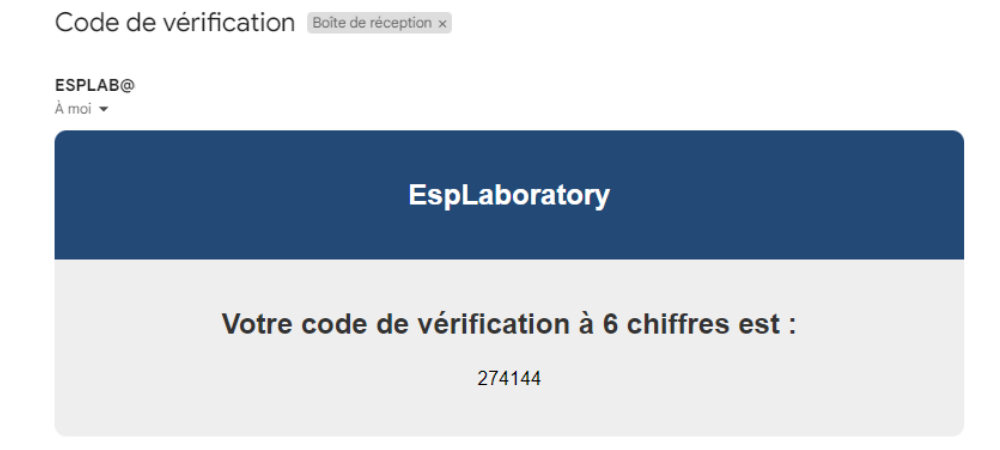 Code de vérification Boîte de réception ×
ESPLAB@
À moi
EspLaboratory
Votre code de vérification à 6 chiffres est :
274144